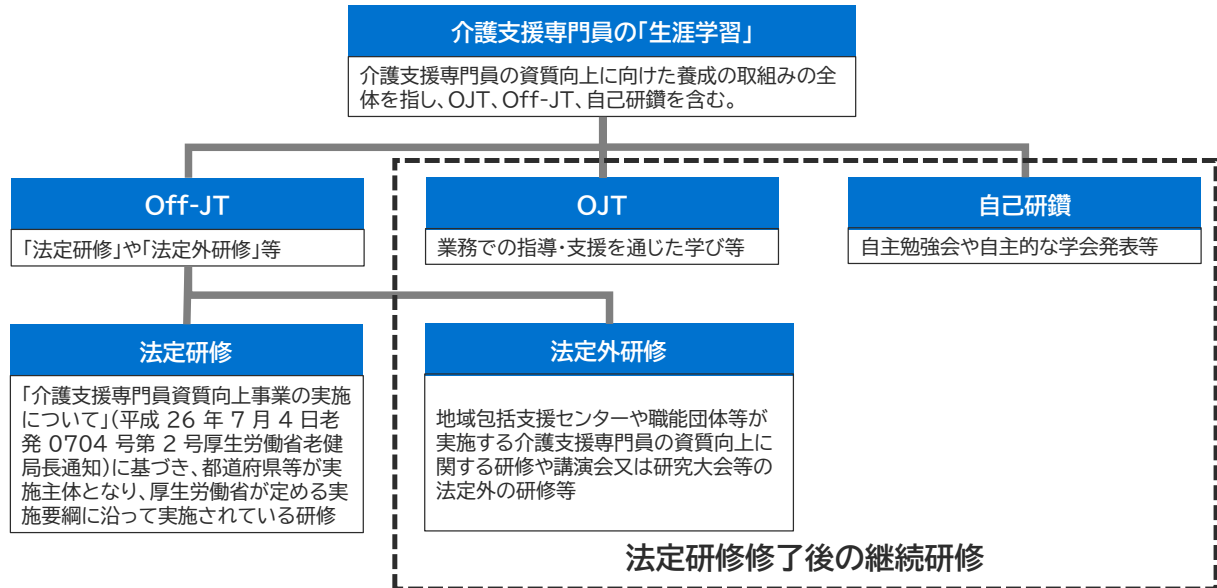 介護支援専門員の「生涯学習」
介護支援専門員の資質向上に向けた養成の取組みの全
体を指し、OJT、Off-JT、自己研鑽を含む。
Off-JT
「法定研修」や「法定外研修」等
OJT
業務での指導・支援を通じた学び等
自己研鑽
自主勉強会や自主的な学会発表等
法定研修
「介護支援専門員資質向上事業の実施
について」(平成 26 年 7 月 4 日老
発 0704 号第 2 号厚生労働省老健
局長通知)に基づき、都道府県等が実
施主体となり、厚生労働省が定める実
施要綱に沿って実施されている研修
法定外研修
地域包括支援センターや職能団体等が
実施する介護支援専門員の資質向上に
関する研修や講演会又は研究大会等の
法定外の研修等
法定研修修了後の継続研修